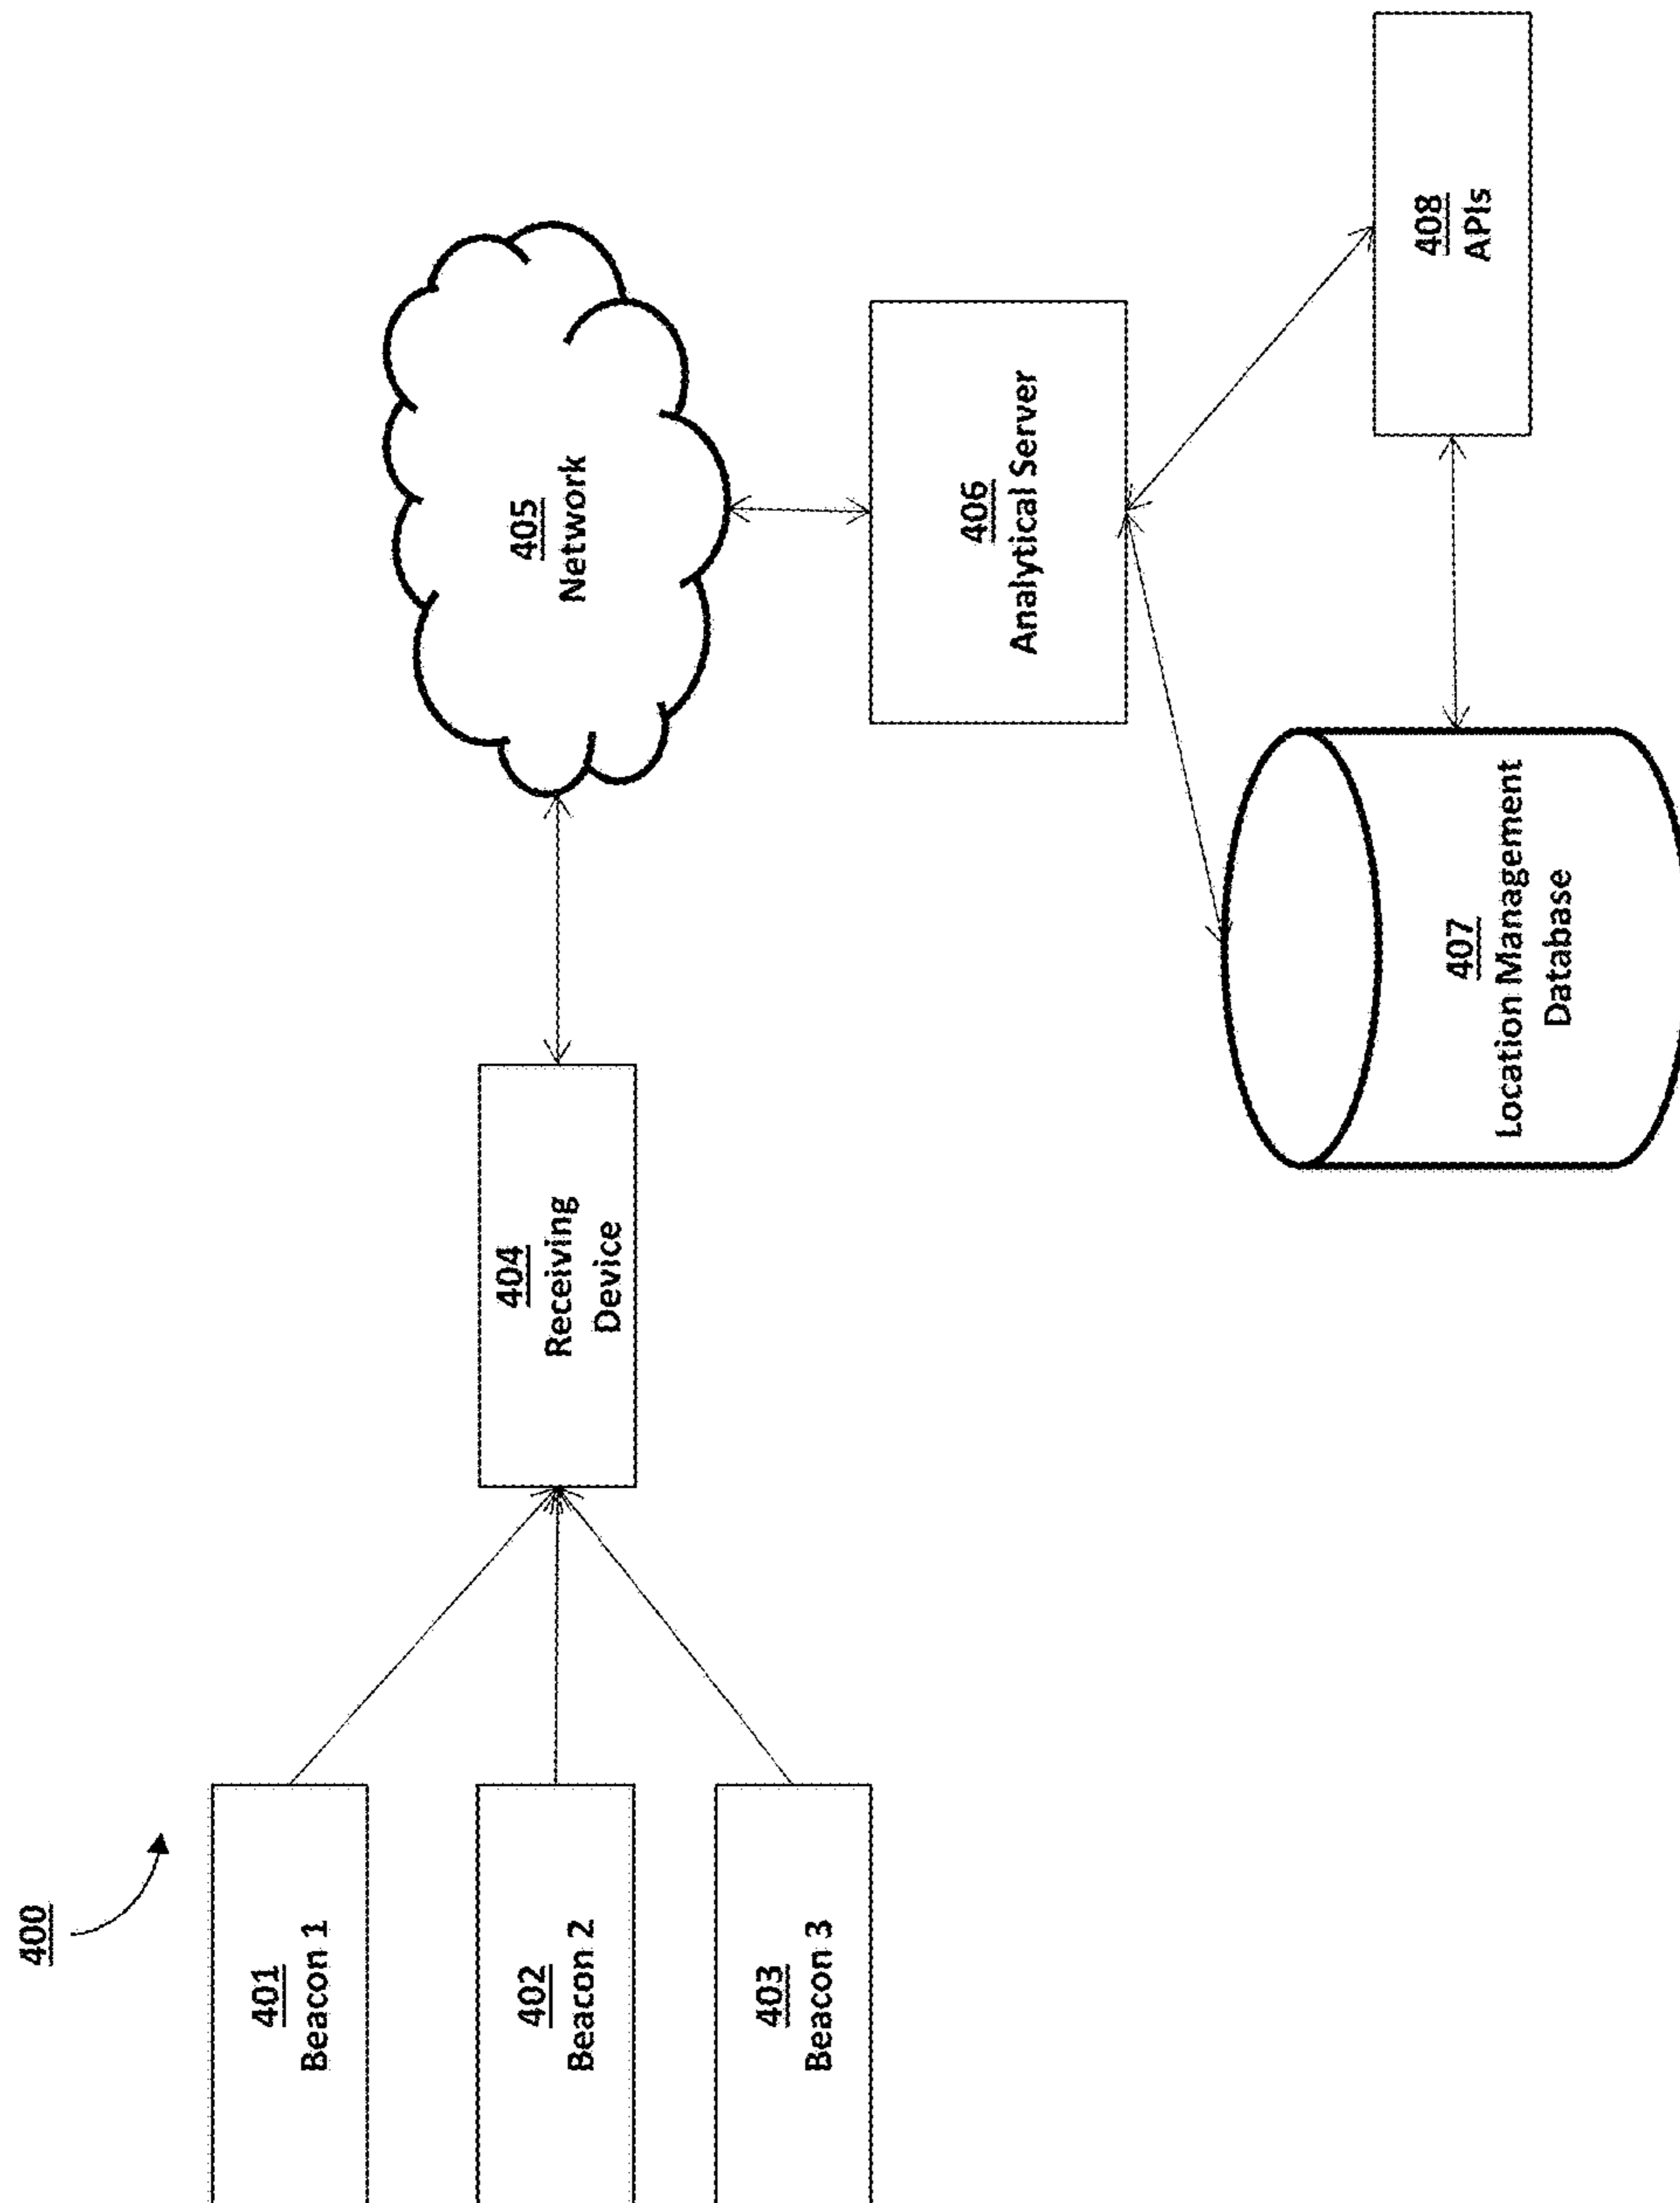 400
401
Beacon 1
402
Beacon 2
403
Beacon 3
404
Receiving
Device
405
Network
406
Analytical Server
407
Location Management
Database
408
APIs